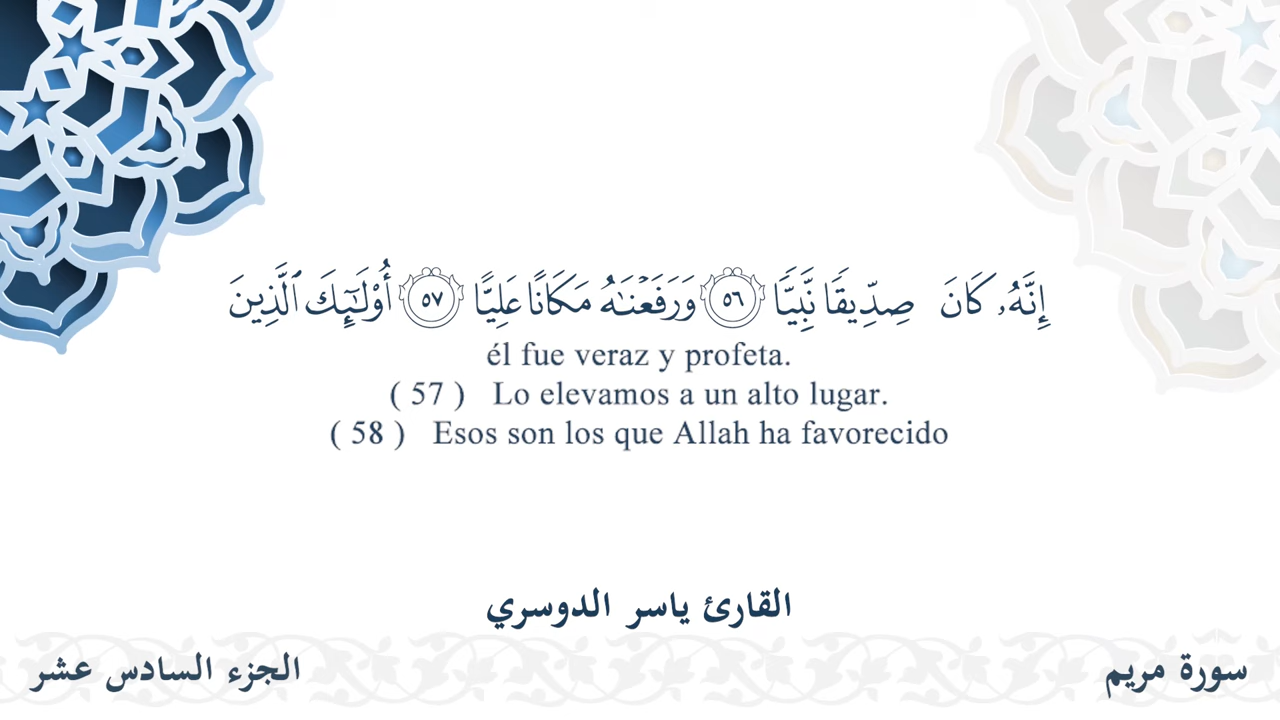 إِنَّهُۥ كَانَ صِدِّيقًا نَّبِيًّا ٥٦ وَرَفَعْنَٰهُ مَكَانًا عَلِيًّا ٥٧ أُو۟لَٰٓئِكَ ٱلَّذِينَ
él fue veraz y profeta.
( 57 ) Lo elevamos a un alto lugar.
( 58 ) Esos son los que Allah ha favorecido
القارئ ياسر الدوسري
سورة مريم
الجزء السادس عشر